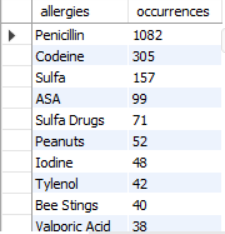 allergies occurrences
Penicillin 1082
Codeine 305
Sulfa 157
ASA 99
Sulfa Drugs 71
Peanuts 52
Iodine 48
Tylenol 42
Bee Stings 40
Valporic Acid 38